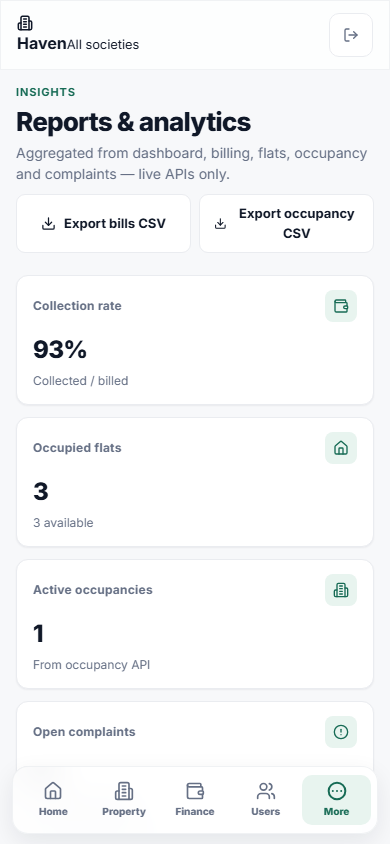 HavenAll societies
INSIGHTS
Reports & analytics
Aggregated from dashboard, billing, flats, occupancy
and complaints — live APIs only.
Export bills CSV
Export occupancy
CSV
Collection rate
93%
Collected / billed
Occupied flats
3
3 available
Active occupancies
1
From occupancy API
Open complaints
Home Property Finance Users More